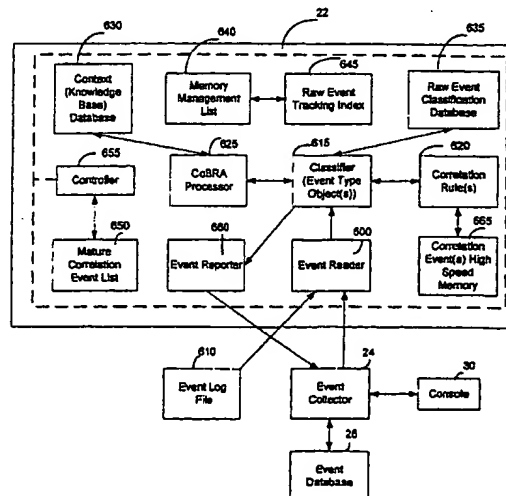 22
630
640
645
635
Context
(Knowledge
Base)
Database
Memory
Management
List
Raw Event
Tracking Index
Raw Event
Classification
Database
655
625
615
620
Controller
CoBRA
Processor
Classifier
(Event Type
Object(s))
Correlation
Rule(s)
650
660
600
665
Mature
Correlation
Event List
Event Reporter
Event Reader
Correlation
Event(s) High
Speed
Memory
610
24
30
Event Log
File
Event
Collector
Console
26
Event
Database